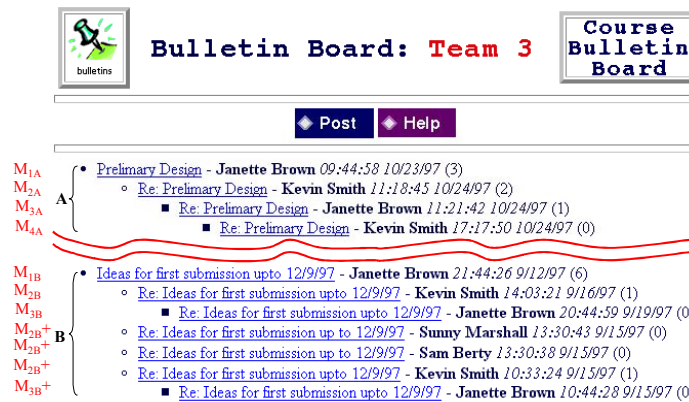 bulletins
Bulletin Board: Team 3
Course
Bulletin
Board
Post
Help
M1A • Prelimary Design - Janette Brown 09:44:58 10/23/97 (3)
M2A Re: Prelimary Design - Kevin Smith 11:18:45 10/24/97 (2)
A
M3A Re: Prelimary Design - Janette Brown 11:21:42 10/24/97 (1)
M4A Re: Prelimary Design - Kevin Smith 17:17:50 10/24/97 (0)
M1B • Ideas for first submission upto 12/9/97 - Janette Brown 21:44:26 9/12/97 (6)
M2B Re: Ideas for first submission upto 12/9/97 - Kevin Smith 14:03:21 9/16/97 (1)
M3B Re: Ideas for first submission upto 12/9/97 - Janette Brown 20:44:59 9/19/97 (0
M2B+ Re: Ideas for first submission up to 12/9/97 - Sunny Marshall 13:30:43 9/15/97 (0)
B
M2B+ Re: Ideas for first submission up to 12/9/97 - Sam Berty 13:30:38 9/15/97 (0)
M2B+ Re: Ideas for first submission upto 12/9/97 - Kevin Smith 10:33:24 9/15/97 (1)
M3B+ Re: Ideas for first submission upto 12/9/97 - Janette Brown 10:44:28 9/15/97 (0